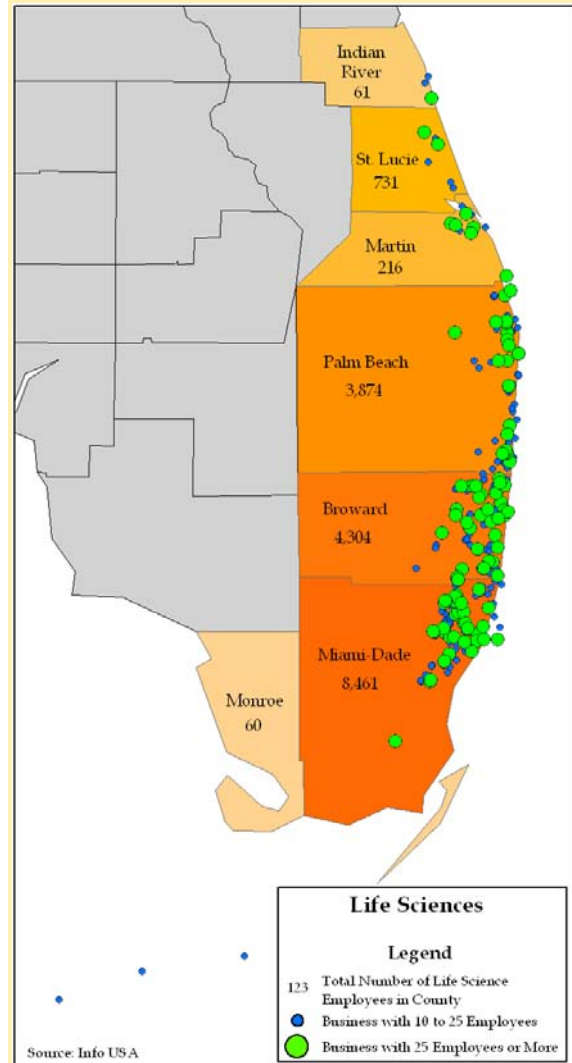 Indian
River
61
St. Lucie
731
Martin
216
Palm Beach
3,874
Broward
4,304
Miami-Dade
8,461
Monroe
60
Life Sciences
Legend
123 Total Number of Life Science
Employees in County
Business with 10 to 25 Employees
Business with 25 Employees or More
Source: Info USA